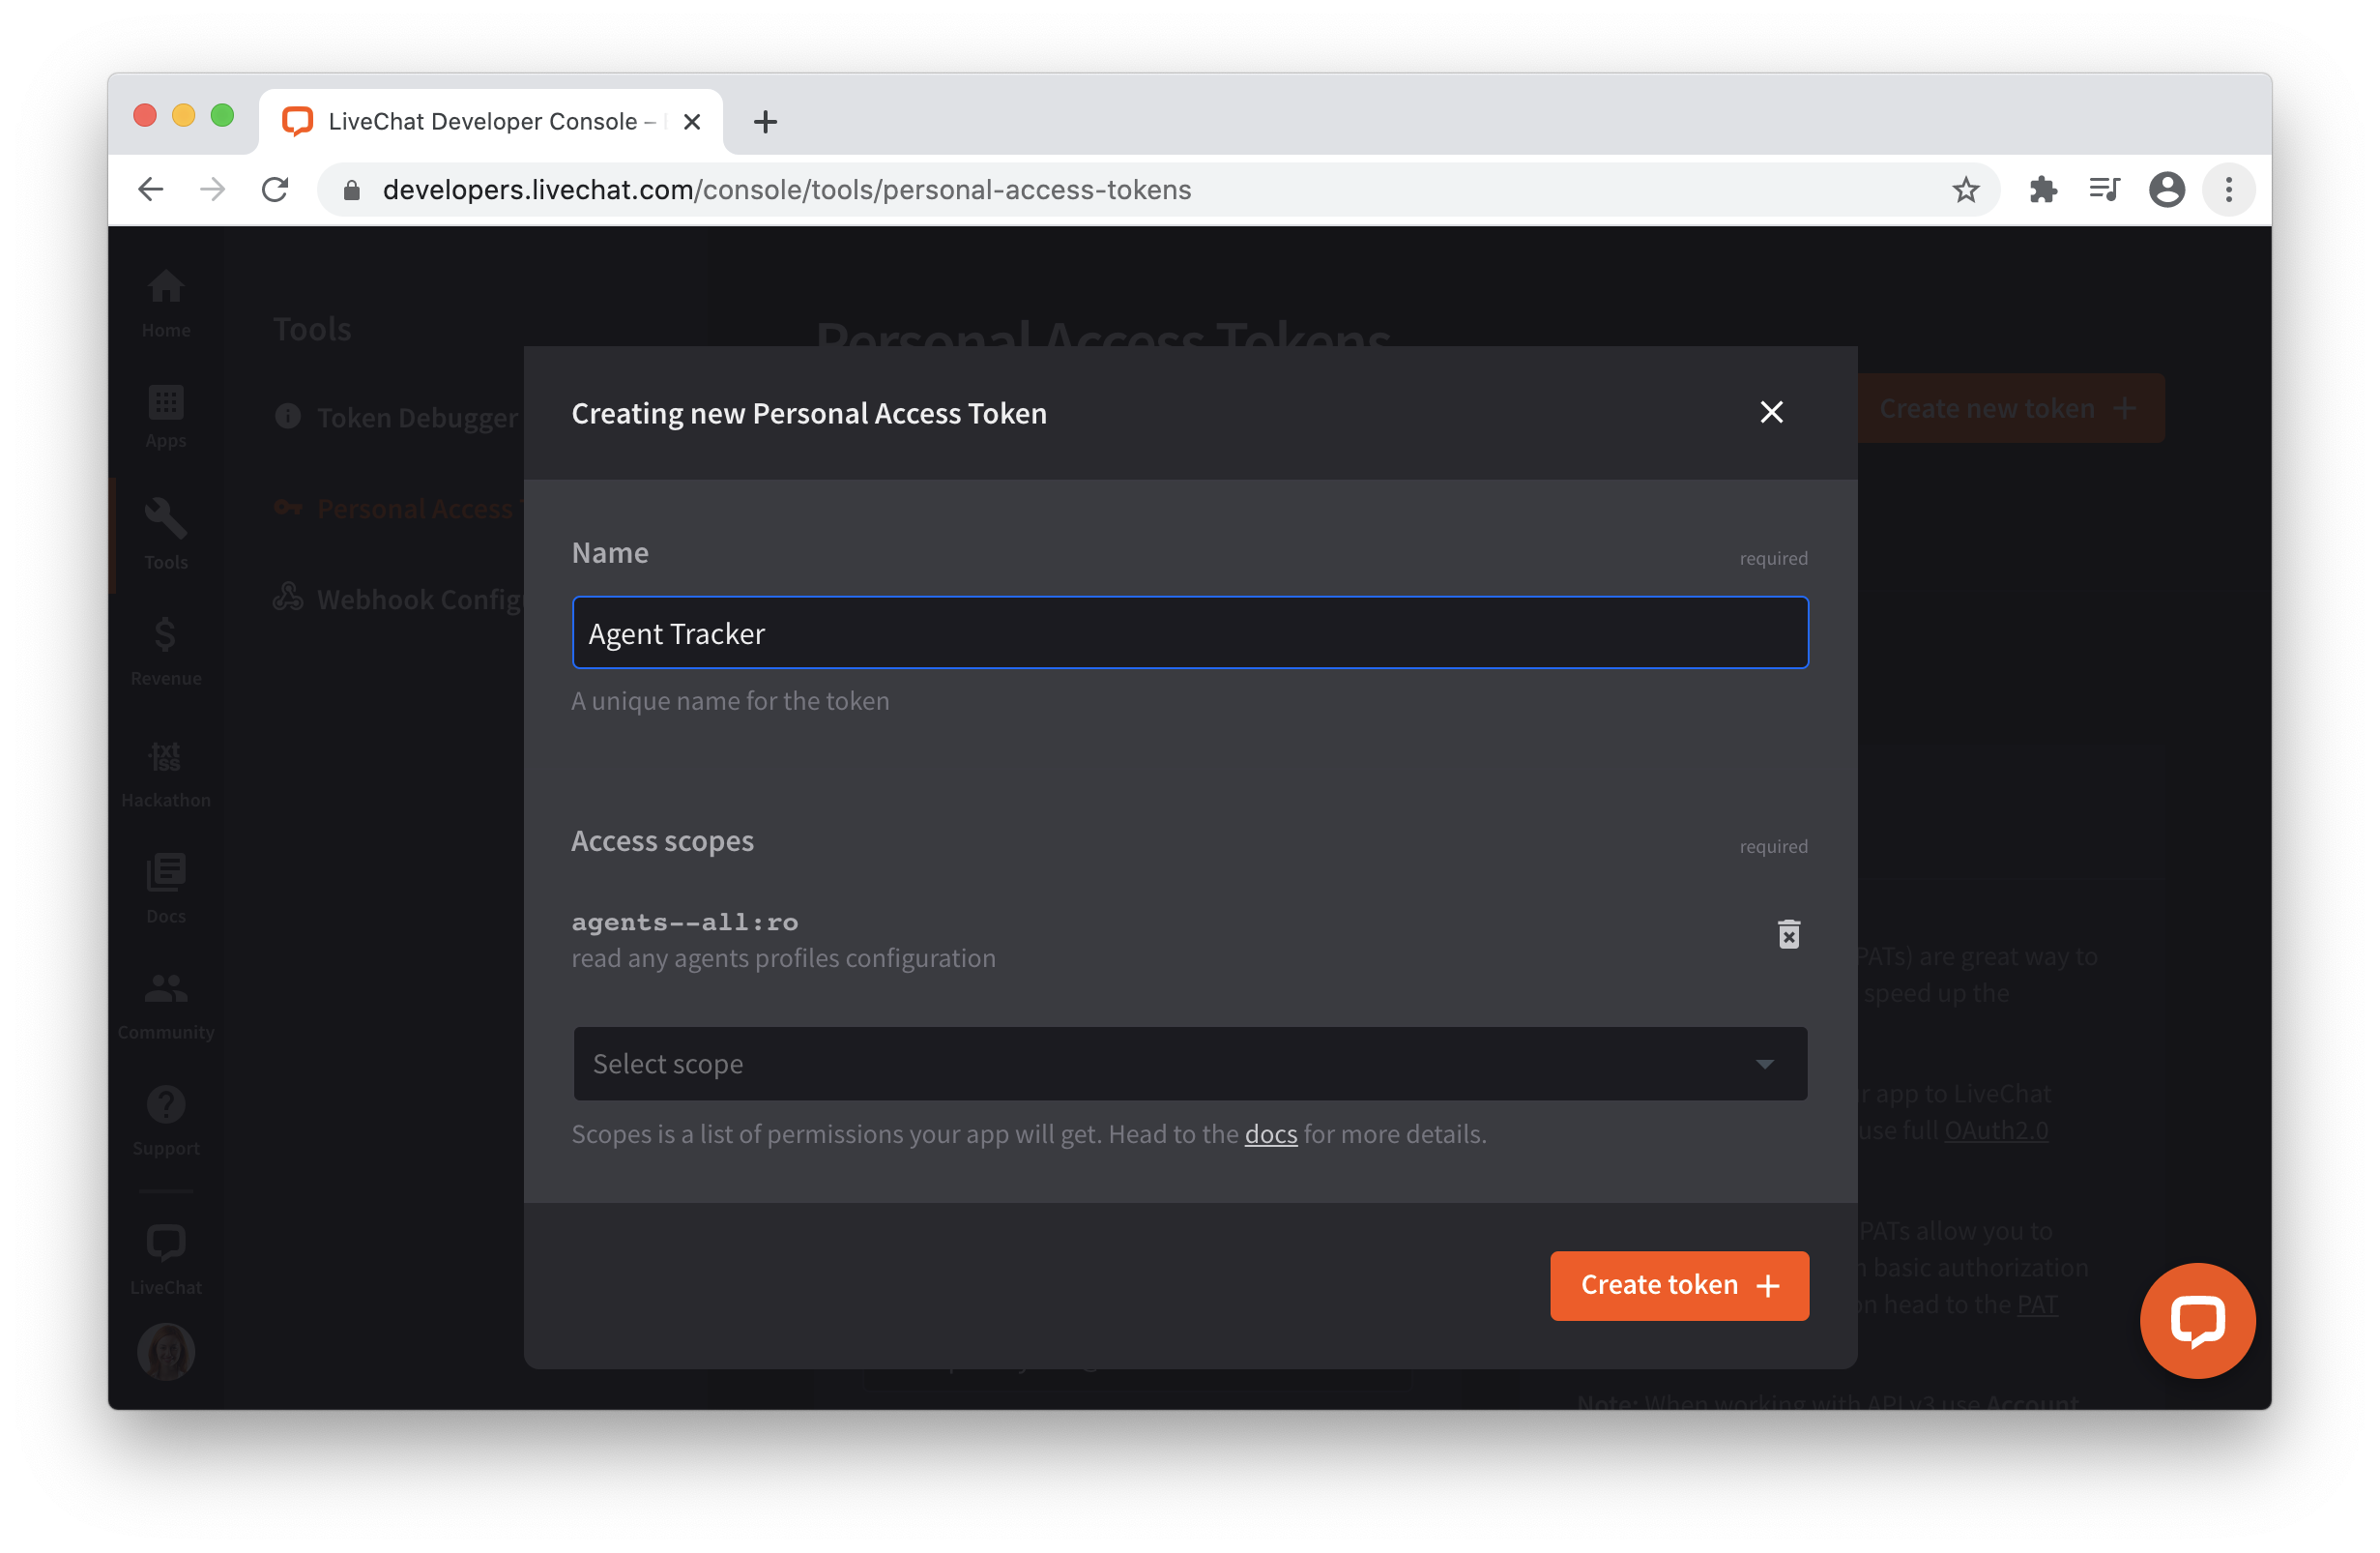 LiveChat Developer Console –
developers.livechat.com/console/tools/personal-access-tokens
Home
Apps
Tools
Revenue
.txt
lss
Hackathon
Docs
Community
Support
LiveChat
Tools
Token Debugger
Personal Access
Webhook Config
Personal Access Tokens
Create new token
Creating new Personal Access Token
Name
required
Agent Tracker
A unique name for the token
Access scopes
required
agents--all:ro
read any agents profiles configuration
Select scope
Scopes is a list of permissions your app will get. Head to the docs for more details.
Create token
PATs) are great way to
speed up the
app to LiveChat
use full OAuth2.0
PATs allow you to
basic authorization
on head to the PAT
Note: When working with API v3 use Account